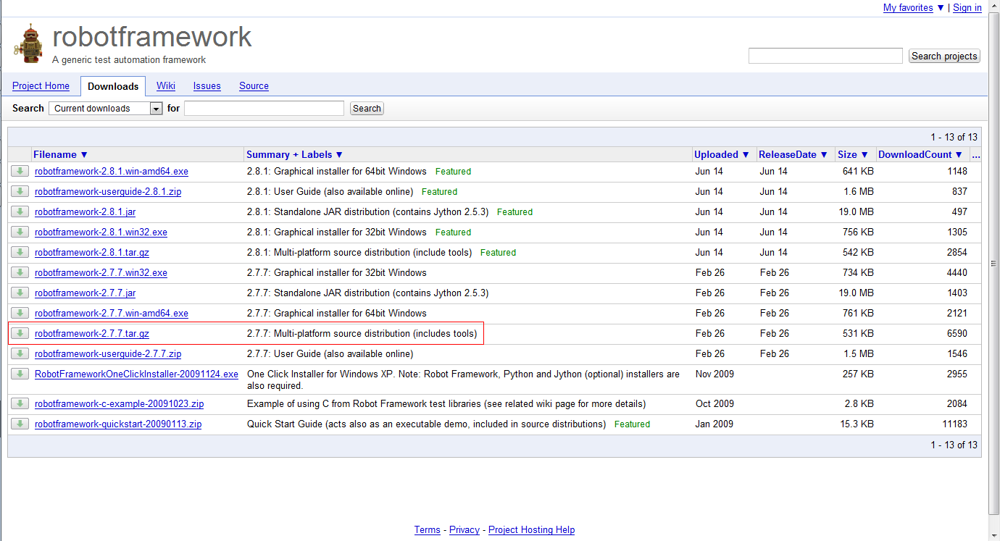 My favorites ▼ | Sign in
robotframework
A generic test automation framework
Search projects
Project Home Downloads Wiki Issues Source
Search Current downloads for Search
1 - 13 of 13
Filename ▼ Summary + Labels ▼ Uploaded ▼ ReleaseDate ▼ Size ▼ DownloadCount ▼ ...
robotframework-2.8.1.win-amd64.exe 2.8.1: Graphical installer for 64bit Windows Featured Jun 14 Jun 14 641 KB 1148
robotframework-userguide-2.8.1.zip 2.8.1: User Guide (also available online) Featured Jun 14 Jun 14 1.6 MB 837
robotframework-2.8.1.jar 2.8.1: Standalone JAR distribution (contains Jython 2.5.3) Featured Jun 14 Jun 14 19.0 MB 497
robotframework-2.8.1.win32.exe 2.8.1: Graphical installer for 32bit Windows Featured Jun 14 Jun 14 756 KB 1305
robotframework-2.8.1.tar.gz 2.8.1: Multi-platform source distribution (include tools) Featured Jun 14 Jun 14 542 KB 2854
robotframework-2.7.7.win32.exe 2.7.7: Graphical installer for 32bit Windows Feb 26 Feb 26 734 KB 4440
robotframework-2.7.7.jar 2.7.7: Standalone JAR distribution (contains Jython 2.5.3) Feb 26 Feb 26 19.0 MB 1403
robotframework-2.7.7.win-amd64.exe 2.7.7: Graphical installer for 64bit Windows Feb 26 Feb 26 761 KB 2121
robotframework-2.7.7.tar.gz 2.7.7: Multi-platform source distribution (includes tools) Feb 26 Feb 26 531 KB 6590
robotframework-userguide-2.7.7.zip 2.7.7: User Guide (also available online) Feb 26 Feb 26 1.5 MB 1546
RobotFrameworkOneClickInstaller-20091124.exe One Click Installer for Windows XP. Note: Robot Framework, Python and Jython (optional) installers are Nov 2009 257 KB 2955
also required.
robotframework-c-example-20091023.zip Example of using C from Robot Framework test libraries (see related wiki page for more details) Oct 2009 2.8 KB 2084
robotframework-quickstart-20090113.zip Quick Start Guide (acts also as an executable demo, included in source distributions) Featured Jan 2009 15.3 KB 11183
1 - 13 of 13
Terms - Privacy - Project Hosting Help